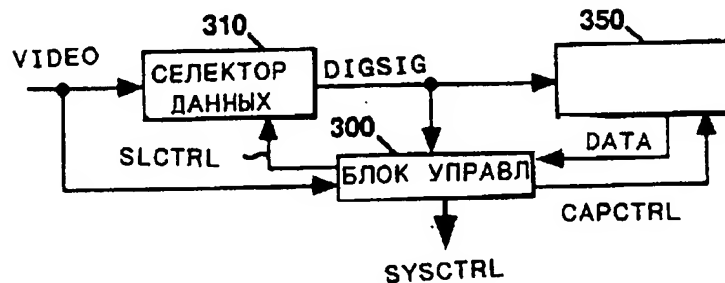 310
350
VIDEO
СЕЛЕКТОР
ДАННЫХ
DIGSIG
300
SLCTRL
DATA
БЛОК УПРАВЛ
CAPCTRL
SYSCTRL